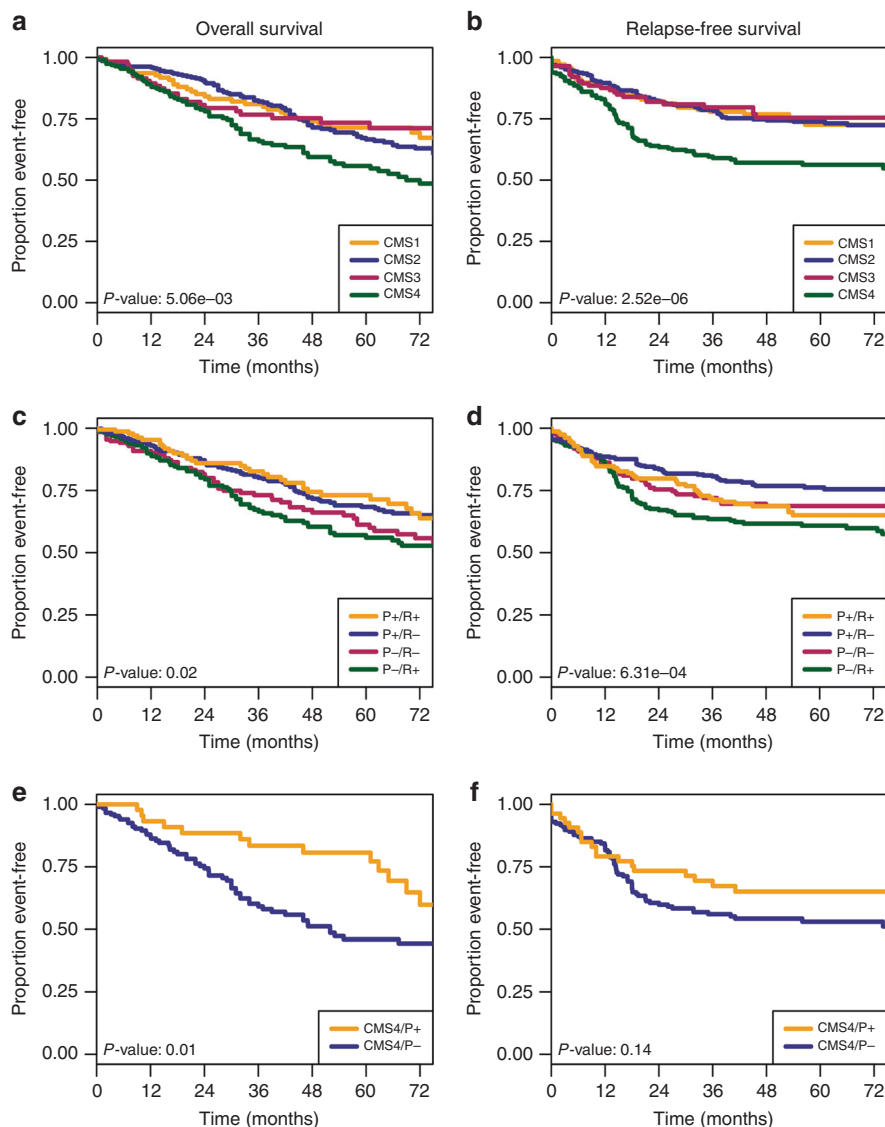 a
Overall survival
Proportion event-free
1.00
0.75
0.50
0.25
0.00
CMS1
CMS2
CMS3
CMS4
P-value: 5.06e–03
0 12 24 36 48 60 72
Time (months)
b
Relapse-free survival
Proportion event-free
1.00
0.75
0.50
0.25
0.00
CMS1
CMS2
CMS3
CMS4
P-value: 2.52e–06
0 12 24 36 48 60 72
Time (months)
c
Proportion event-free
1.00
0.75
0.50
0.25
0.00
P+/R+
P+/R–
P–/R–
P–/R+
P-value: 0.02
0 12 24 36 48 60 72
Time (months)
d
Proportion event-free
1.00
0.75
0.50
0.25
0.00
P+/R+
P+/R–
P–/R–
P–/R+
P-value: 6.31e–04
0 12 24 36 48 60 72
Time (months)
e
Proportion event-free
1.00
0.75
0.50
0.25
0.00
CMS4/P+
CMS4/P–
P-value: 0.01
0 12 24 36 48 60 72
Time (months)
f
Proportion event-free
1.00
0.75
0.50
0.25
0.00
CMS4/P+
CMS4/P–
P-value: 0.14
0 12 24 36 48 60 72
Time (months)